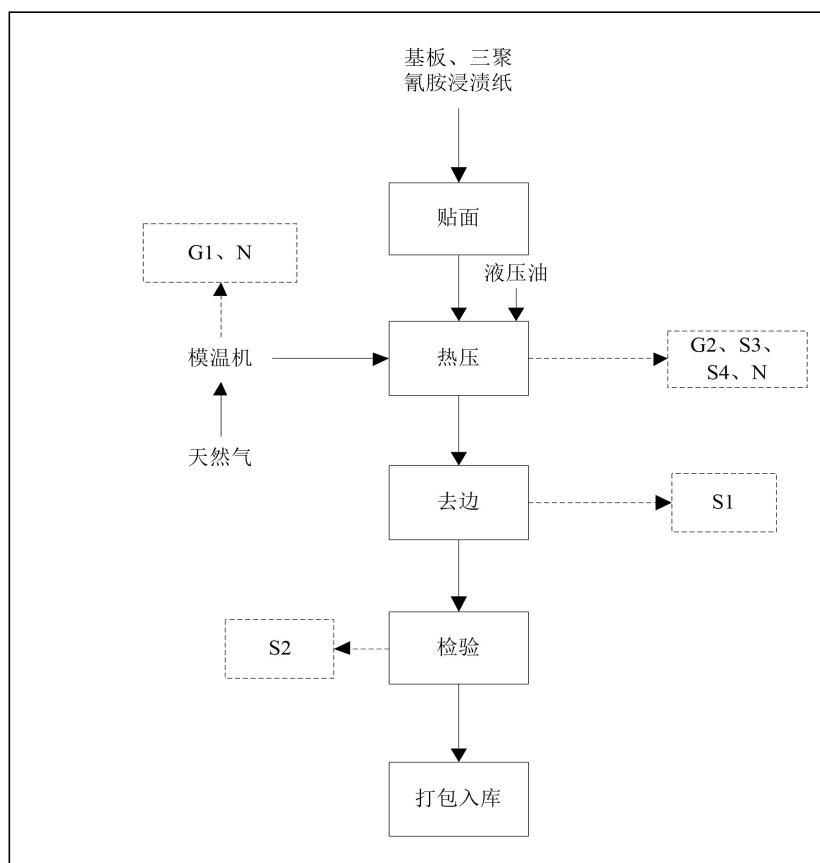 基板、三聚
氰胺浸渍纸
贴面
G1、N
液压油
模温机
热压
G2、S3、
S4、N
天然气
去边
S1
S2
检验
打包入库